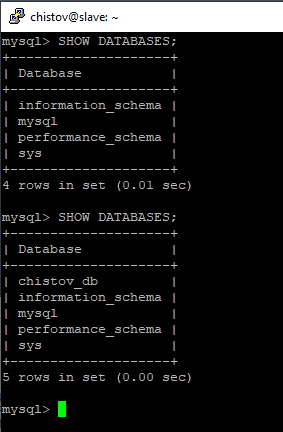 chistov@slave: ~
mysql> SHOW DATABASES;
+--------------------+
| Database           |
+--------------------+
| information_schema |
| mysql              |
| performance_schema |
| sys                |
+--------------------+
4 rows in set (0.01 sec)

mysql> SHOW DATABASES;
+--------------------+
| Database           |
+--------------------+
| chistov_db         |
| information_schema |
| mysql              |
| performance_schema |
| sys                |
+--------------------+
5 rows in set (0.00 sec)

mysql>